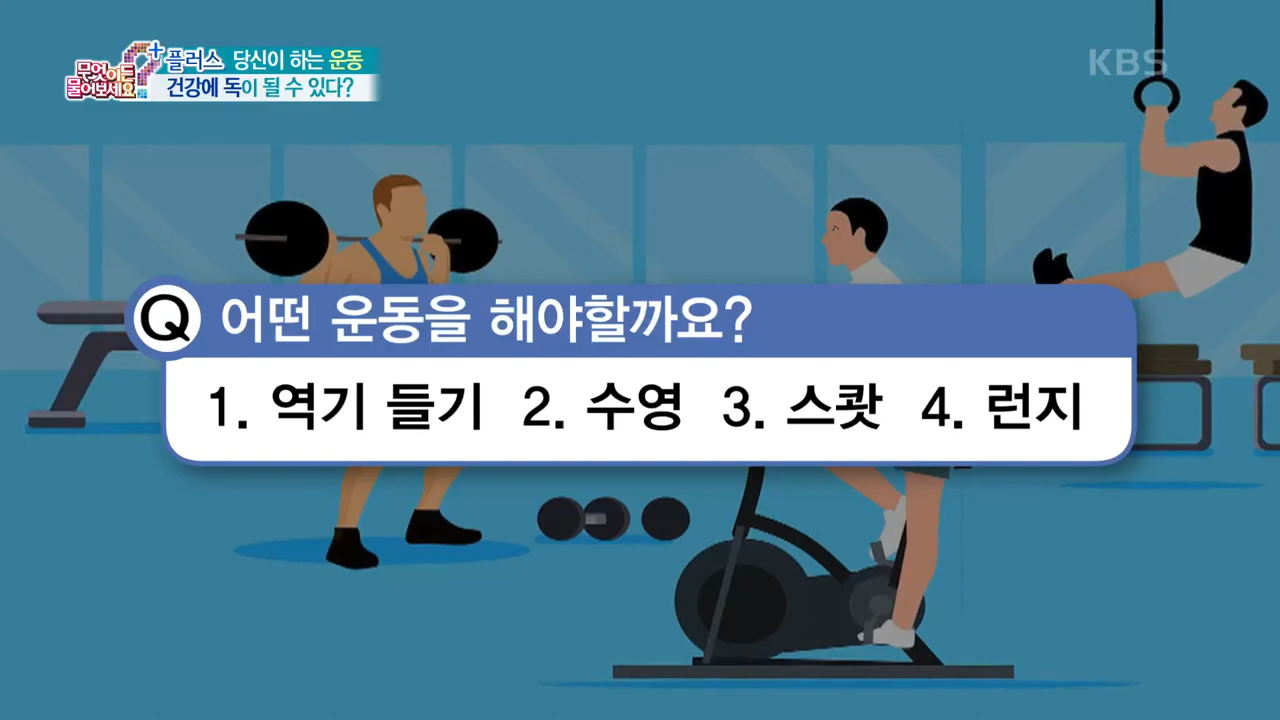 무엇이든
물어보세요
플러스 당신이 하는 운동
건강에 독이 될 수 있다?
KBS
Q 어떤 운동을 해야할까요?
1. 역기 들기 2. 수영 3. 스쾃 4. 런지